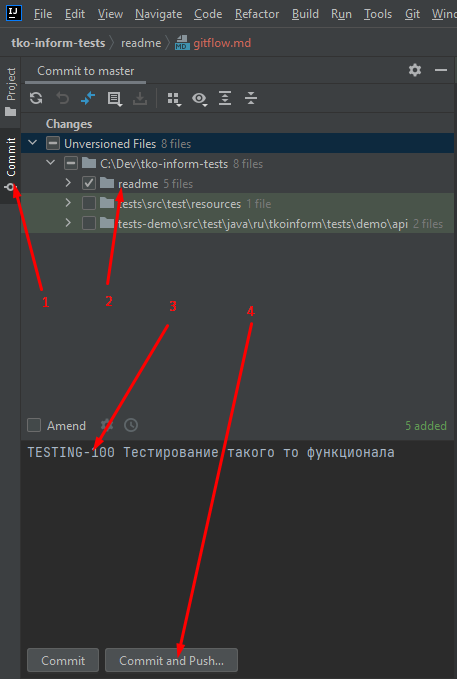 IJ File Edit View Navigate Code Refactor Build Run Tools Git Wind
tko-inform-tests readme MD gitflow.md
Project
Commit
Commit to master
Changes
Unversioned Files 8 files
C:\Dev\tko-inform-tests 8 files
readme 5 files
tests\src\test\resources 1 file
tests-demo\src\test\java\ru\tkoinform\tests\demo\api 2 files
1 2 3 4
Amend 5 added
TESTING-100 Тестирование такого то функционала
Commit Commit and Push...